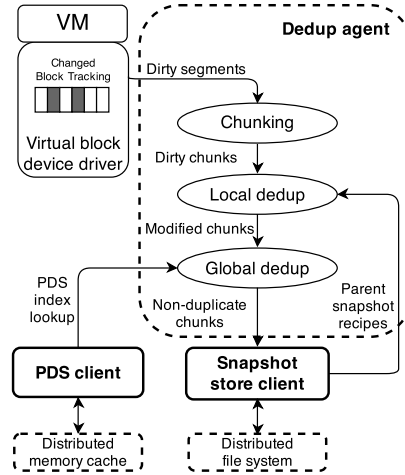 VM
Dedup agent
Changed
Block Tracking
Virtual block
device driver
Dirty segments
Chunking
Dirty chunks
Local dedup
Modified chunks
Global dedup
PDS
index
lookup
Non-duplicate
chunks
Parent
snapshot
recipes
PDS client
Snapshot
store client
Distributed
memory cache
Distributed
file system